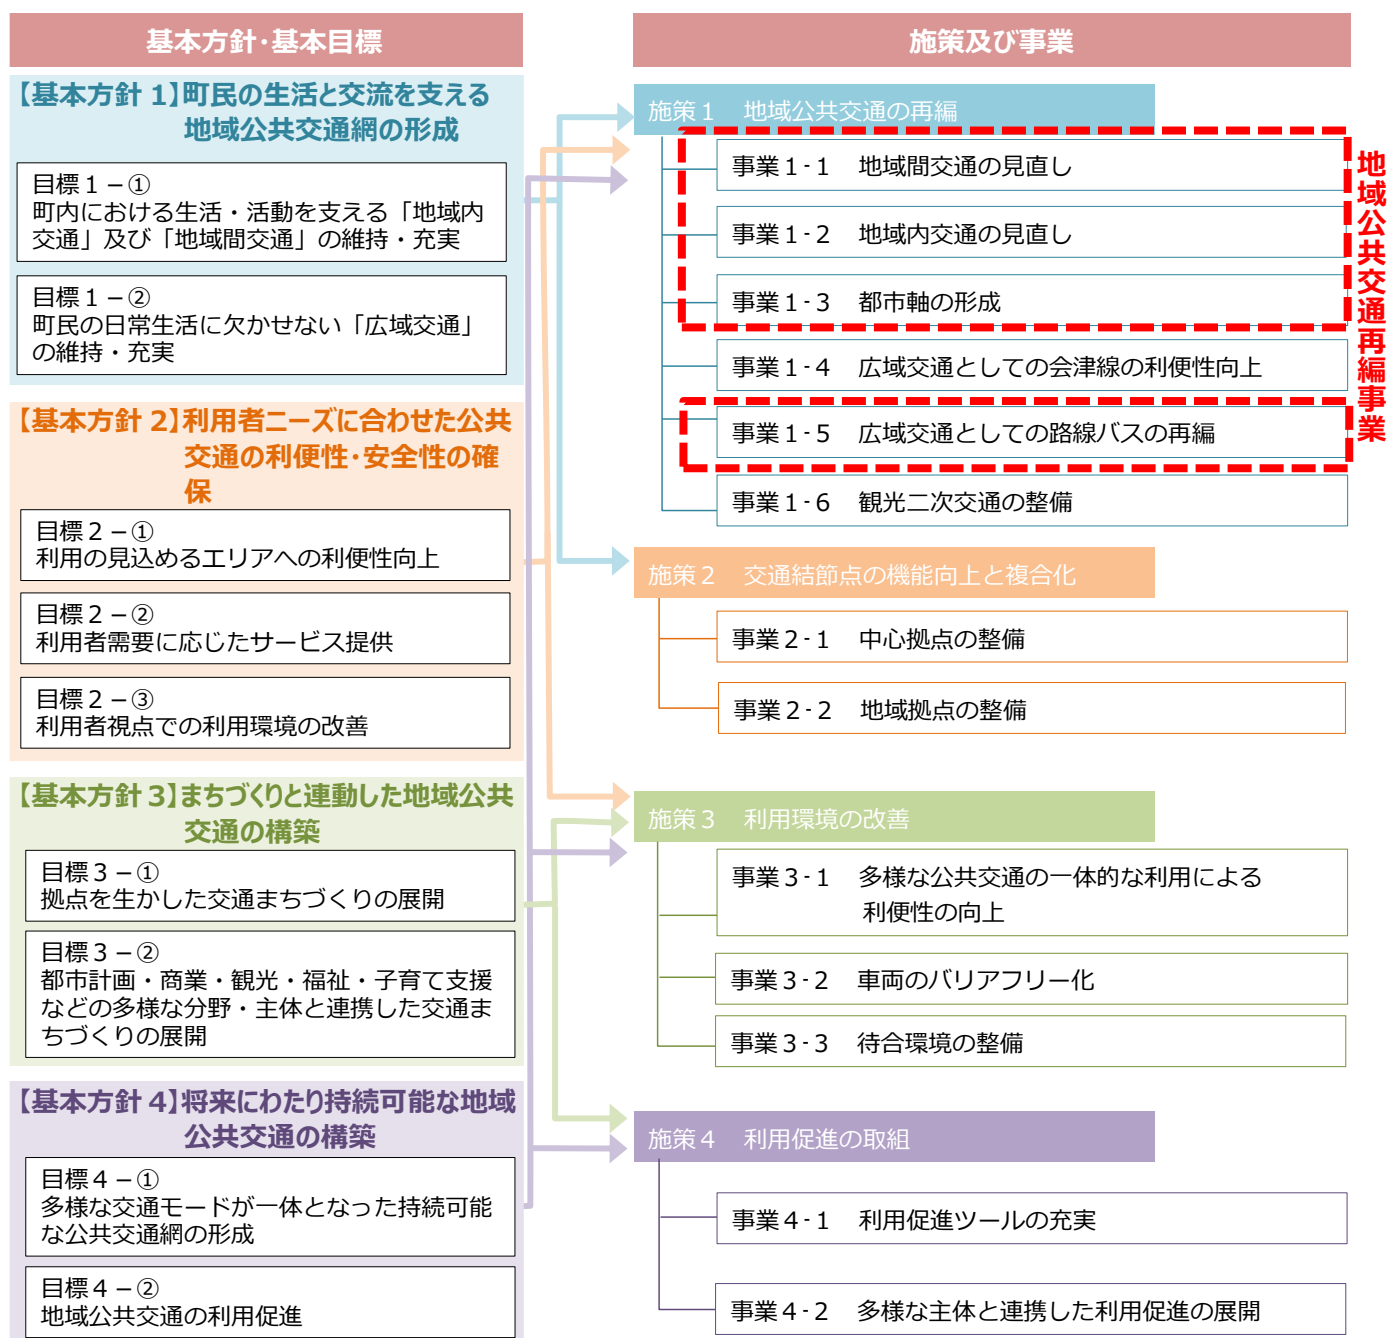 基本方針・基本目標
【基本方針 1】町民の生活と交流を支える
地域公共交通網の形成
目標１－①
町内における生活・活動を支える「地域内
交通」及び「地域間交通」の維持・充実
目標１－②
町民の日常生活に欠かせない「広域交通」
の維持・充実
【基本方針 2】利用者ニーズに合わせた公共
交通の利便性・安全性の確
保
目標２－①
利用の見込めるエリアへの利便性向上
目標２－②
利用者需要に応じたサービス提供
目標２－③
利用者視点での利用環境の改善
【基本方針 3】まちづくりと連動した地域公共
交通の構築
目標３－①
拠点を生かした交通まちづくりの展開
目標３－②
都市計画・商業・観光・福祉・子育て支援
などの多様な分野・主体と連携した交通ま
ちづくりの展開
【基本方針 4】将来にわたり持続可能な地域
公共交通の構築
目標４－①
多様な交通モードが一体となった持続可能
な公共交通網の形成
目標４－②
地域公共交通の利用促進
施策及び事業
施策１　地域公共交通の再編
事業１-１　地域間交通の見直し
事業１-２　地域内交通の見直し
事業１-３　都市軸の形成
事業１-４　広域交通としての会津線の利便性向上
事業１-５　広域交通としての路線バスの再編
事業１-６　観光二次交通の整備
地域公共交通再編事業
施策２　交通結節点の機能向上と複合化
事業２-１　中心拠点の整備
事業２-２　地域拠点の整備
施策３　利用環境の改善
事業３-１　多様な公共交通の一体的な利用による
利便性の向上
事業３-２　車両のバリアフリー化
事業３-３　待合環境の整備
施策４　利用促進の取組
事業４-１　利用促進ツールの充実
事業４-２　多様な主体と連携した利用促進の展開